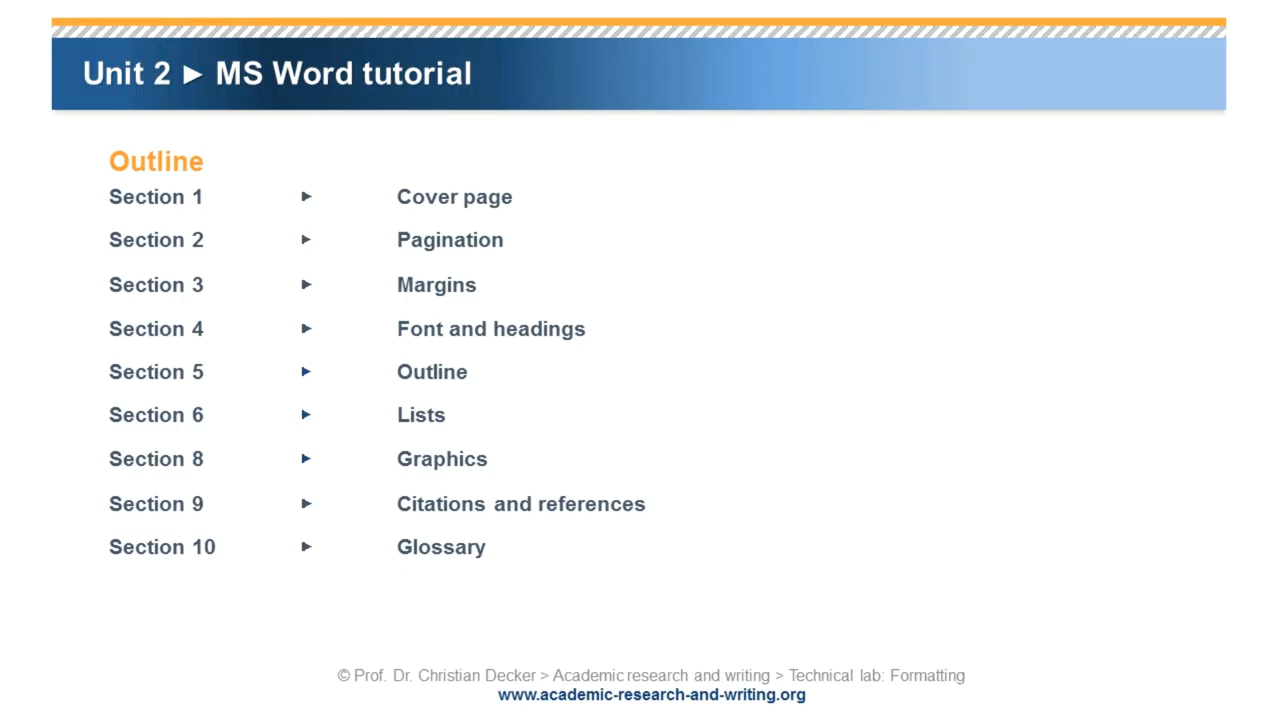 Unit 2 ► MS Word tutorial
Outline
Section 1 ► Cover page
Section 2 ► Pagination
Section 3 ► Margins
Section 4 ► Font and headings
Section 5 ► Outline
Section 6 ► Lists
Section 8 ► Graphics
Section 9 ► Citations and references
Section 10 ► Glossary
© Prof. Dr. Christian Decker > Academic research and writing > Technical lab: Formatting
www.academic-research-and-writing.org